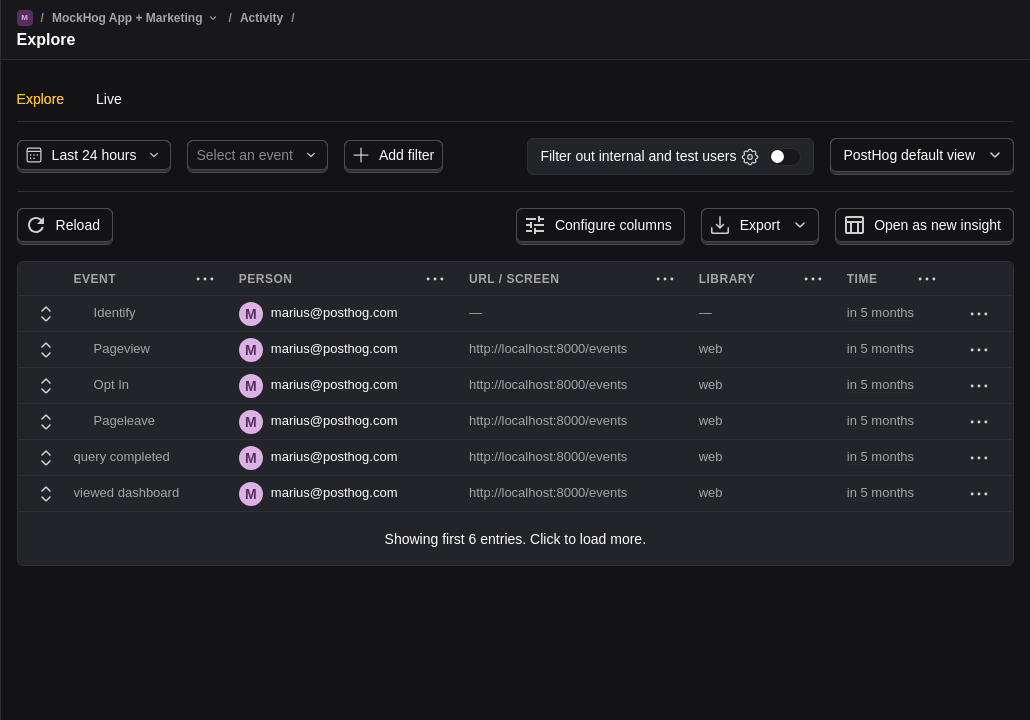 M / MockHog App + Marketing / Activity /
Explore
Explore Live
Last 24 hours Select an event Add filter Filter out internal and test users PostHog default view
Reload Configure columns Export Open as new insight
EVENT PERSON URL / SCREEN LIBRARY TIME
Identify M marius@posthog.com — — in 5 months
Pageview M marius@posthog.com http://localhost:8000/events web in 5 months
Opt In M marius@posthog.com http://localhost:8000/events web in 5 months
Pageleave M marius@posthog.com http://localhost:8000/events web in 5 months
query completed M marius@posthog.com http://localhost:8000/events web in 5 months
viewed dashboard M marius@posthog.com http://localhost:8000/events web in 5 months
Showing first 6 entries. Click to load more.